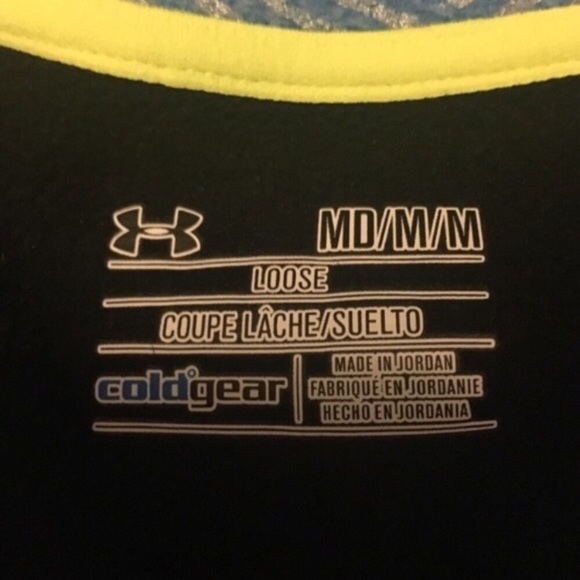 MD/M/M
LOOSE
COUPE LÂCHE/SUELTO
coldgear
MADE IN JORDAN
FABRIQUÉ EN JORDANIE
HECHO EN JORDANIA